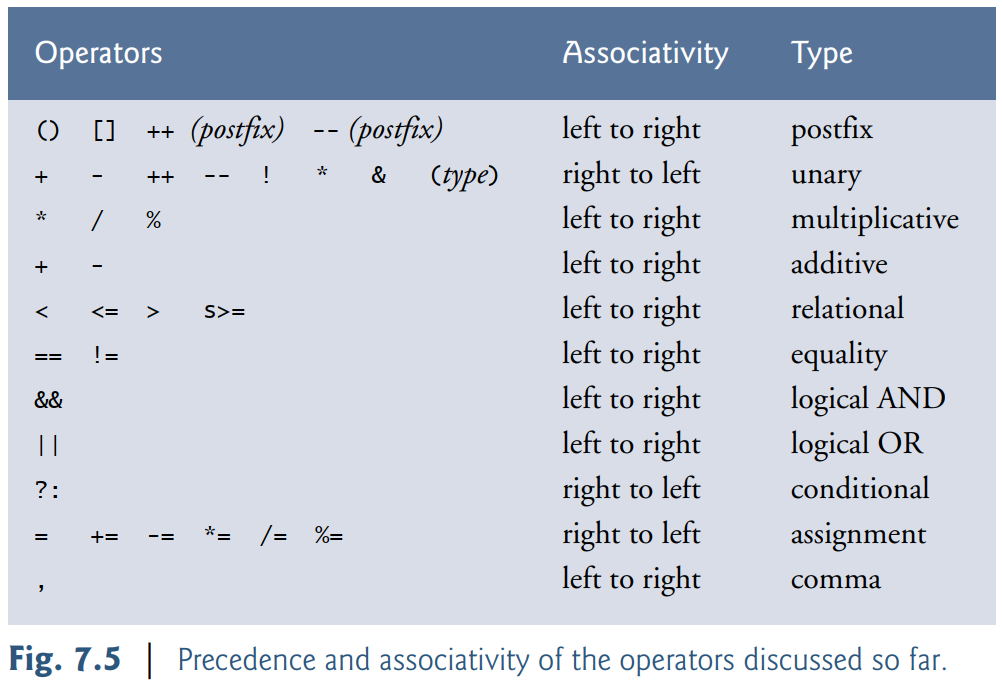 Operators Associativity Type
() [] ++ (postfix) -- (postfix) left to right postfix
+ - ++ -- ! * & (type) right to left unary
* / % left to right multiplicative
+ - left to right additive
< <= > s>= left to right relational
== != left to right equality
&& left to right logical AND
|| left to right logical OR
?: right to left conditional
= += -= *= /= %= right to left assignment
, left to right comma
Fig. 7.5 | Precedence and associativity of the operators discussed so far.